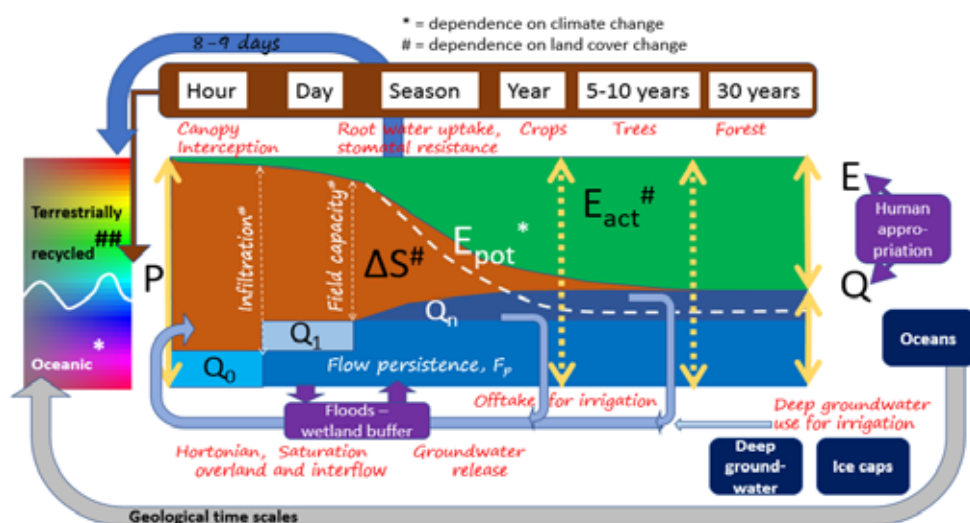 * = dependence on climate change
# = dependence on land cover change
8-9 days
Hour Day Season Year 5-10 years 30 years
Canopy
Interception
Root water uptake,
stomatal resistance
Crops
Trees
Forest
Terrestrially
recycled##
Oceanic *
P
Infiltration#
Field capacity#
ΔS#
Epot*
Eact#
E
Human
appro-
priation
Q
Q0
Q1
Qn
Flow persistence, Fp
Oceans
Floods –
wetland buffer
Offtake for irrigation
Deep groundwater
use for irrigation
Hortonian, Saturation
overland and interflow
Groundwater
release
Deep
ground-
water
Ice caps
Geological time scales